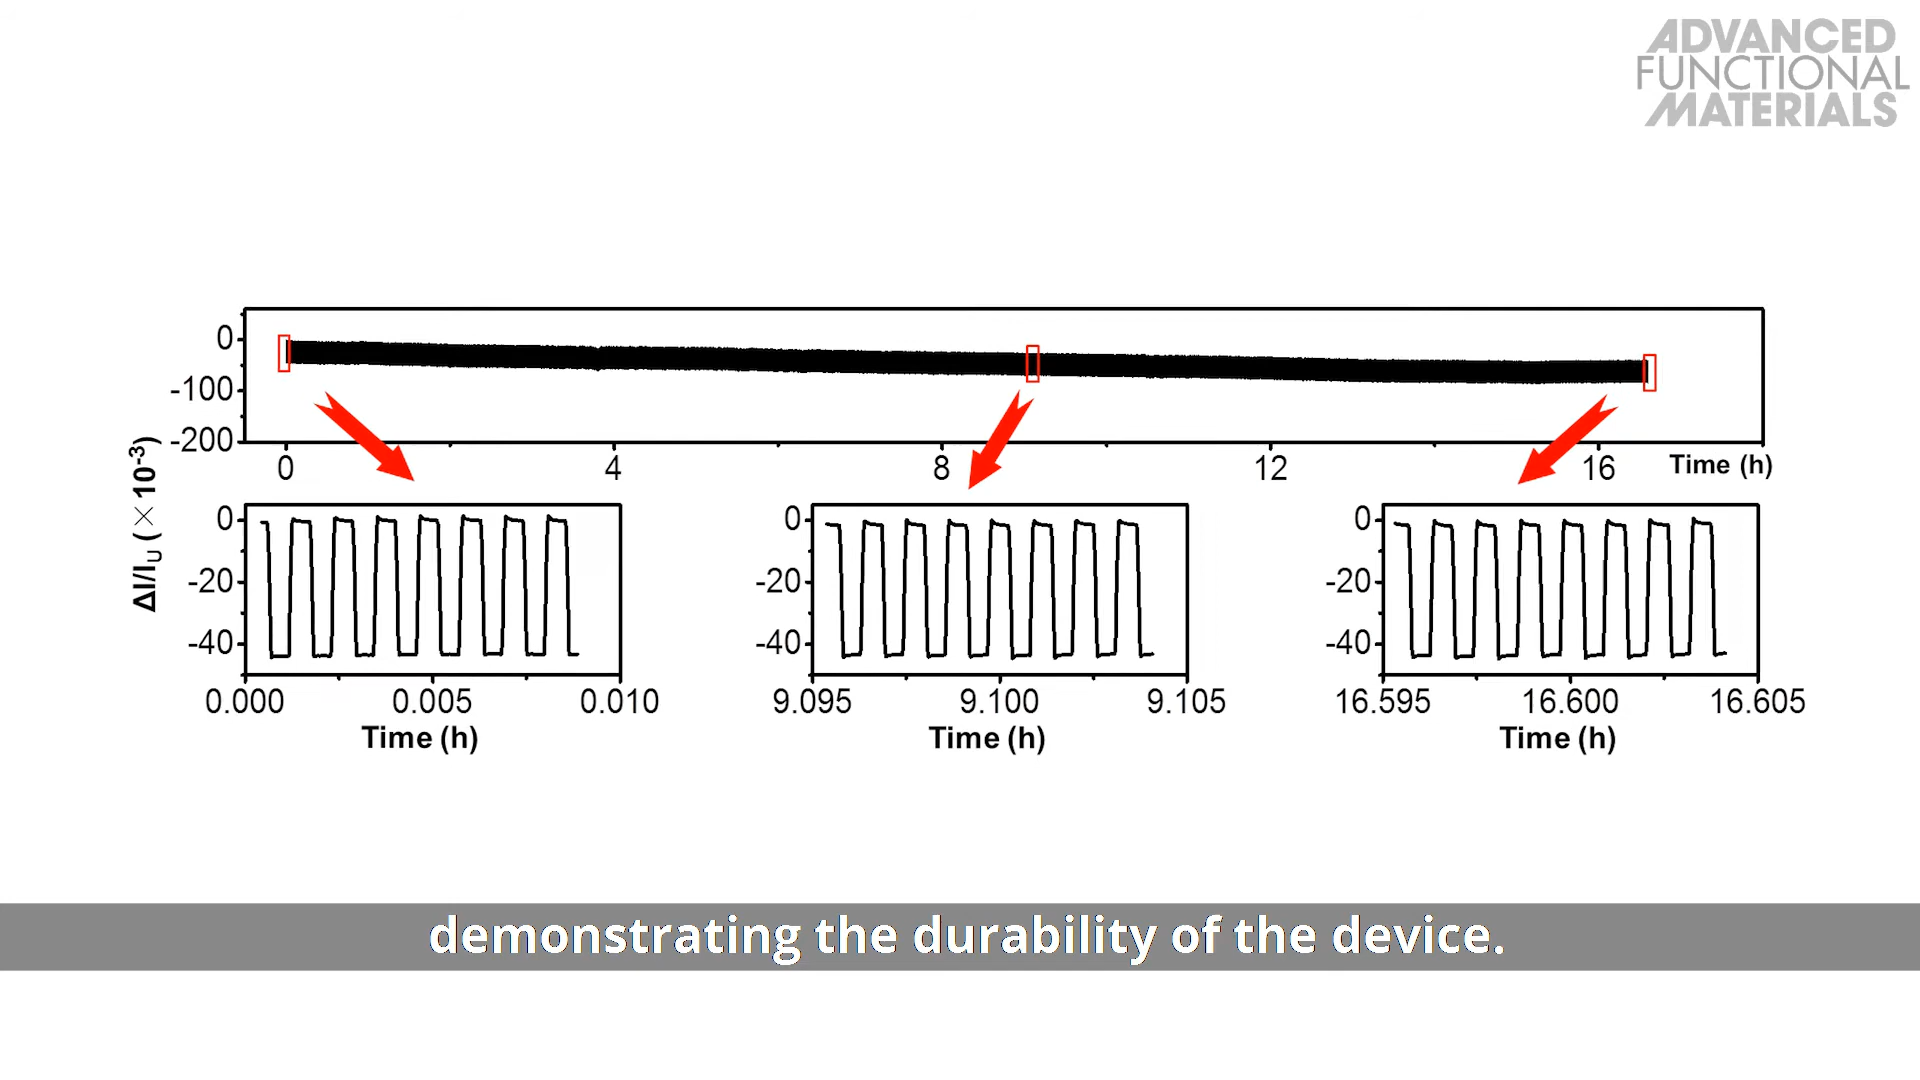 ADVANCED
FUNCTIONAL
MATERIALS
0
-100
-200
0 4 8 12 16 Time (h)
ΔI/I_U (×10⁻³)
0
-20
-40
0.000 0.005 0.010
Time (h)
0
-20
-40
9.095 9.100 9.105
Time (h)
0
-20
-40
16.595 16.600 16.605
Time (h)
demonstrating the durability of the device.